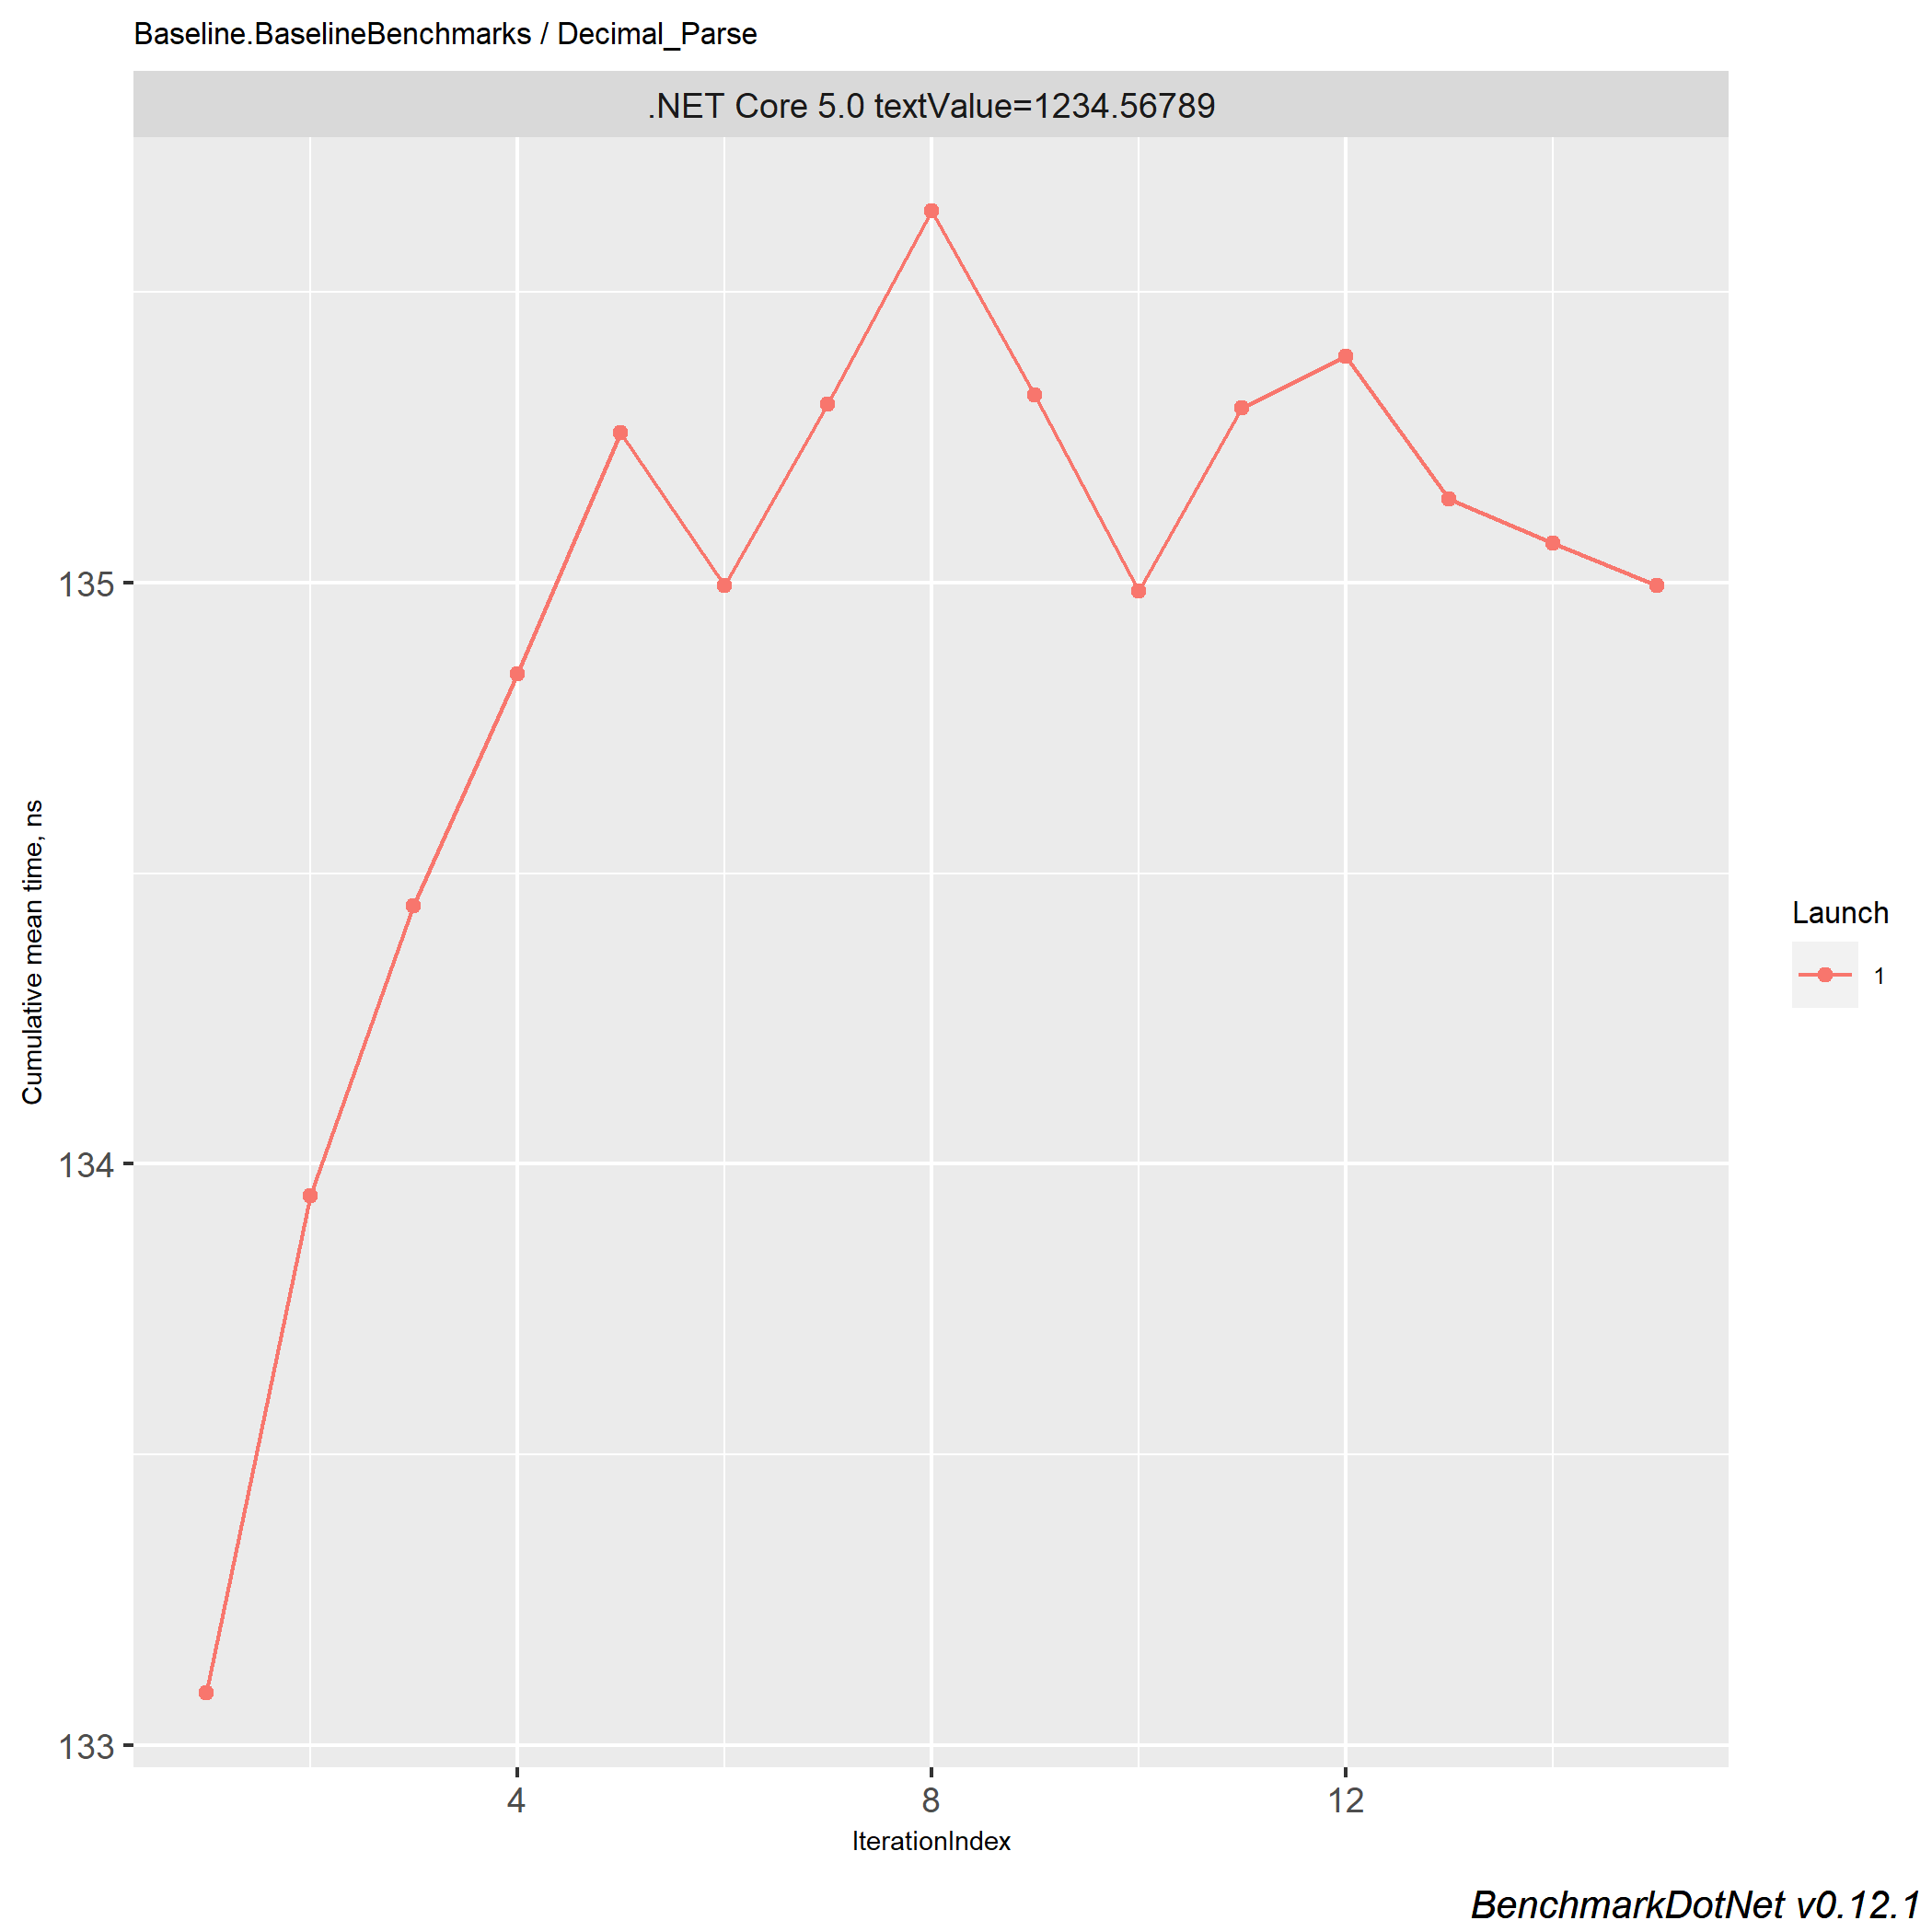 Baseline.BaselineBenchmarks / Decimal_Parse
.NET Core 5.0 textValue=1234.56789
135
134
133
Cumulative mean time, ns
4 8 12
IterationIndex
Launch
1
BenchmarkDotNet v0.12.1